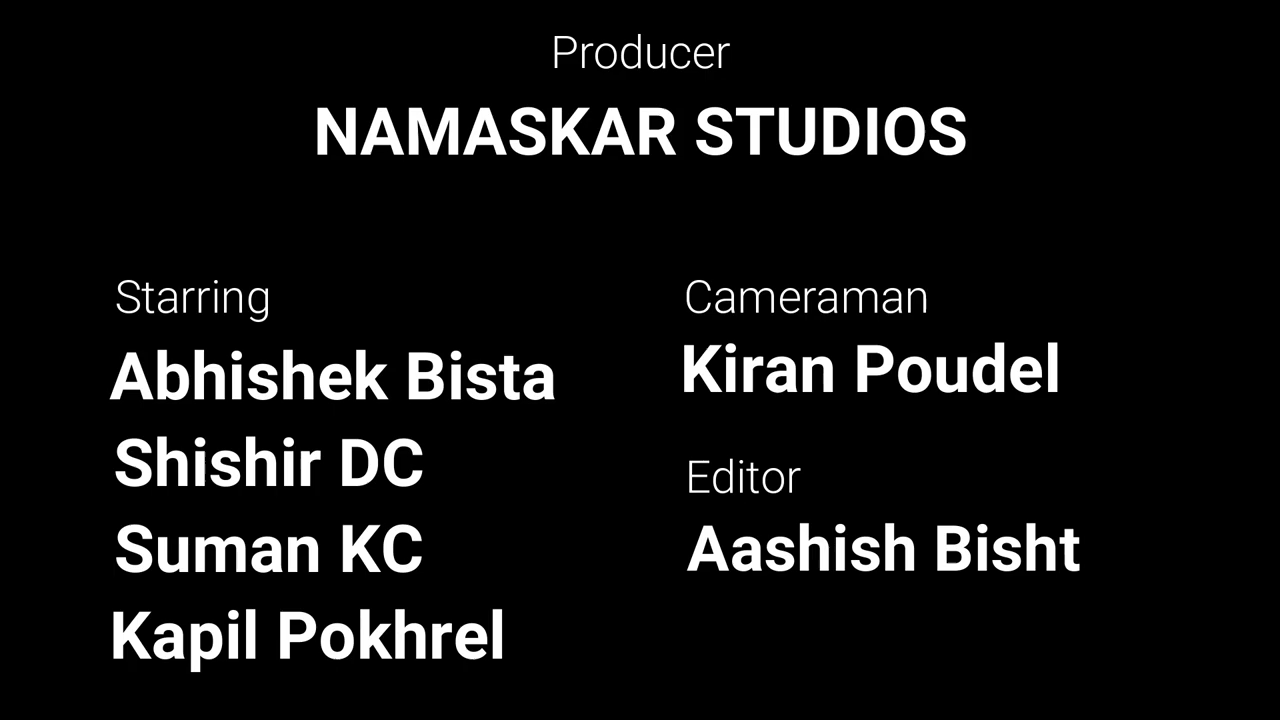 Producer
NAMASKAR STUDIOS
Starring
Abhishek Bista
Shishir DC
Suman KC
Kapil Pokhrel
Cameraman
Kiran Poudel
Editor
Aashish Bisht